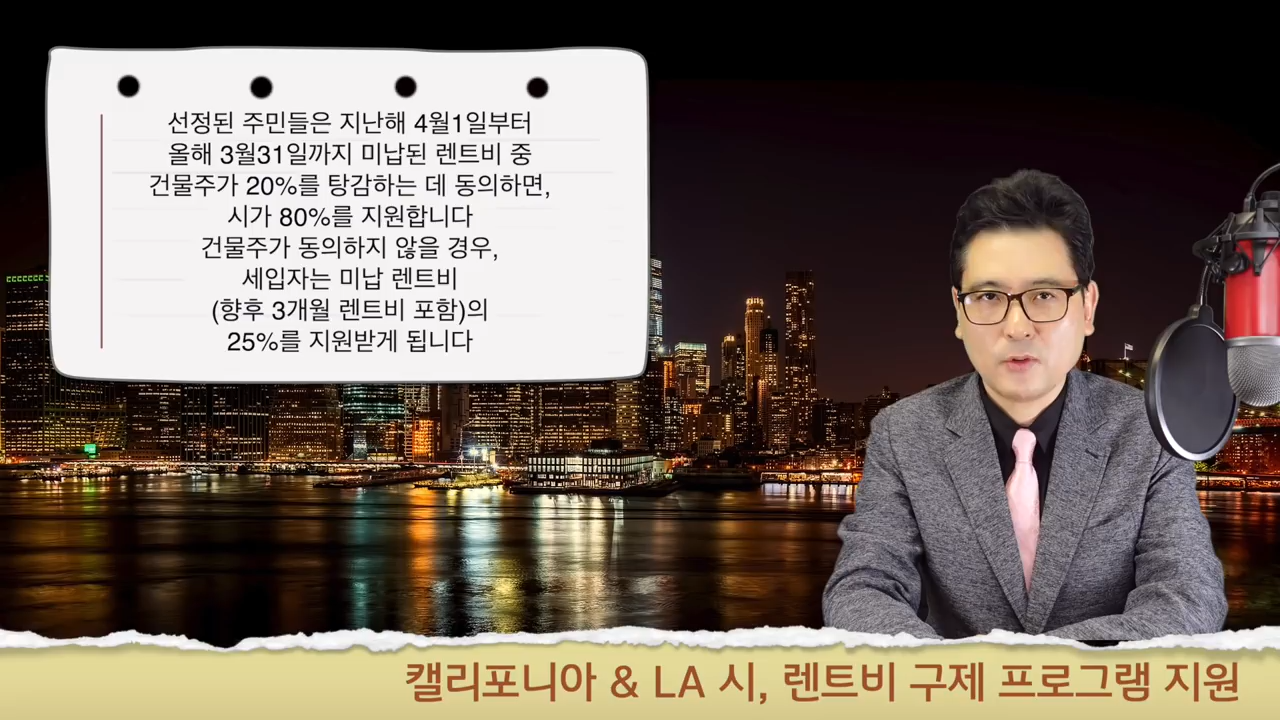 선정된 주민들은 지난해 4월1일부터
올해 3월31일까지 미납된 렌트비 중
건물주가 20%를 탕감하는 데 동의하면,
시가 80%를 지원합니다
건물주가 동의하지 않을 경우,
세입자는 미납 렌트비
(향후 3개월 렌트비 포함)의
25%를 지원받게 됩니다
캘리포니아 & LA 시, 렌트비 구제 프로그램 지원